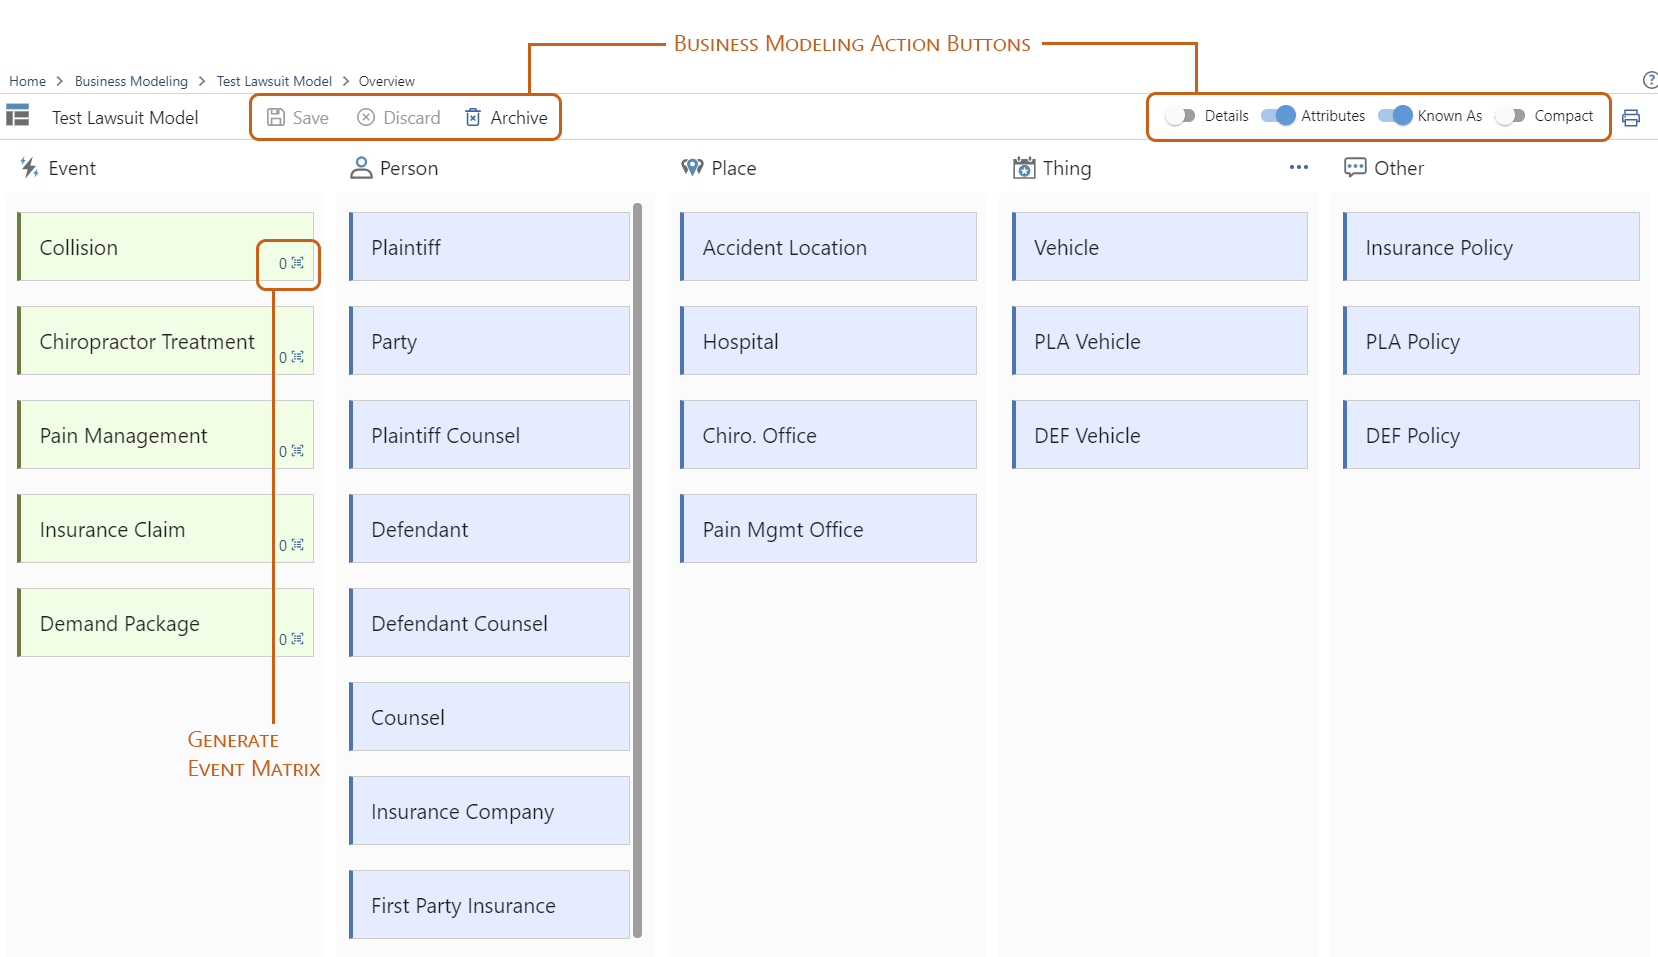 Business Modeling Action Buttons
Home > Business Modeling > Test Lawsuit Model > Overview ?
Test Lawsuit Model Save Discard Archive Details Attributes Known As Compact
Event Person Place Thing ... Other
Collision 0 Plaintiff Accident Location Vehicle Insurance Policy
Chiropractor Treatment 0 Party Hospital PLA Vehicle PLA Policy
Pain Management 0 Plaintiff Counsel Chiro. Office DEF Vehicle DEF Policy
Insurance Claim 0 Defendant Pain Mgmt Office
Demand Package 0 Defendant Counsel
Counsel
Generate
Event Matrix
Insurance Company
First Party Insurance